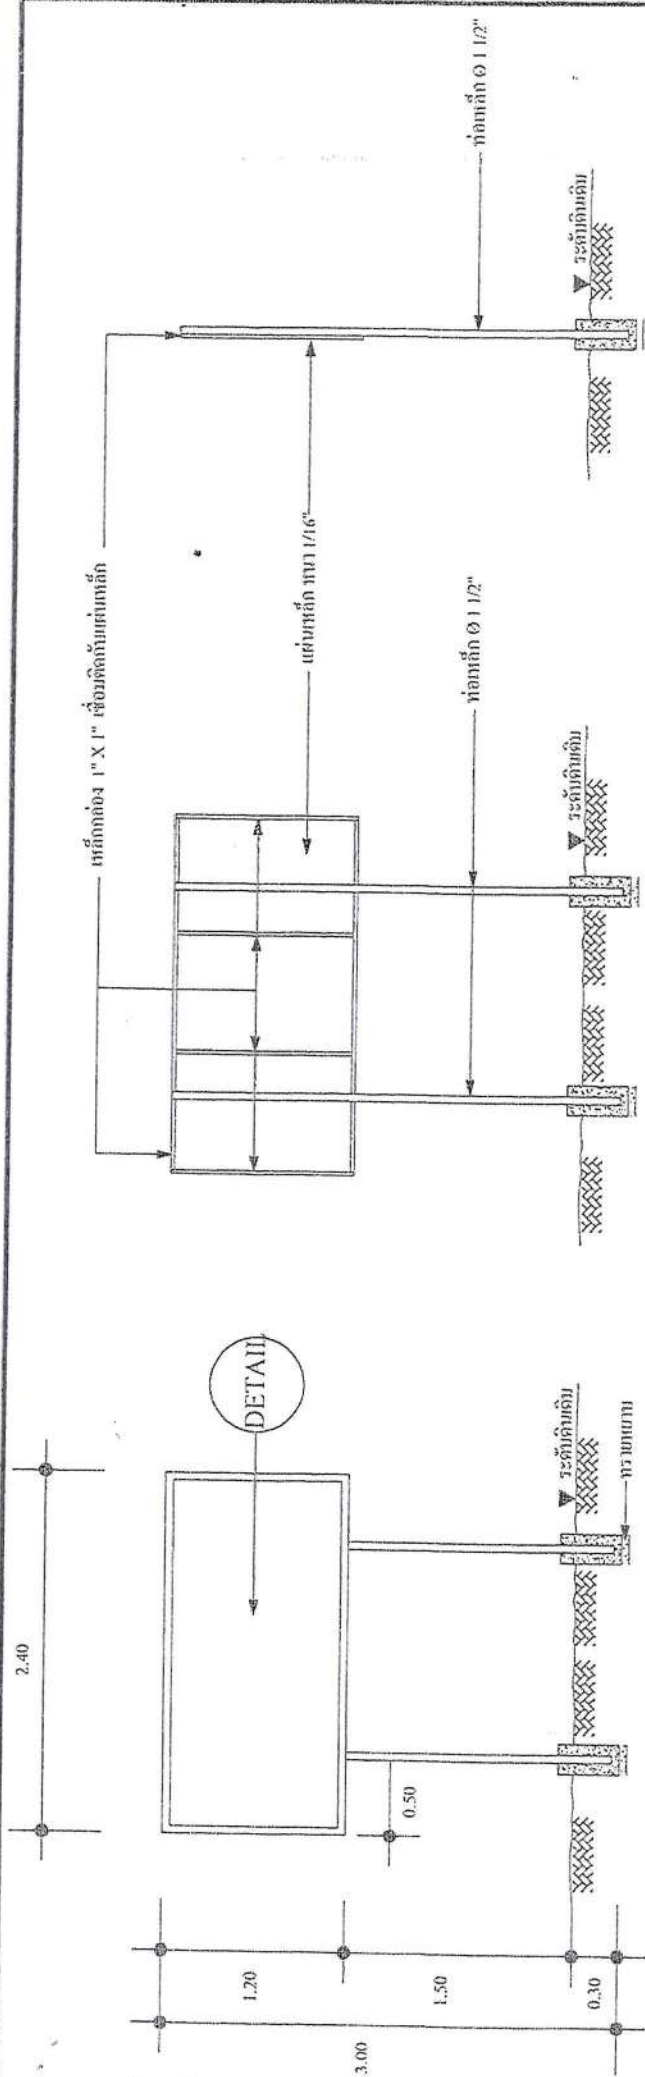 2.40
DETAIL
1.20
1.50
0.30
3.00
0.50
ระดับดินเดิม
ทรายหยาบ
เหล็กกล่อง 1" X 1" เชื่อมติดกับแผ่นเหล็ก
แผ่นเหล็ก หนา 1/16"
ท่อเหล็ก Ø 1 1/2"
ระดับดินเดิม
ท่อเหล็ก Ø 1 1/2"
ระดับดินเดิม